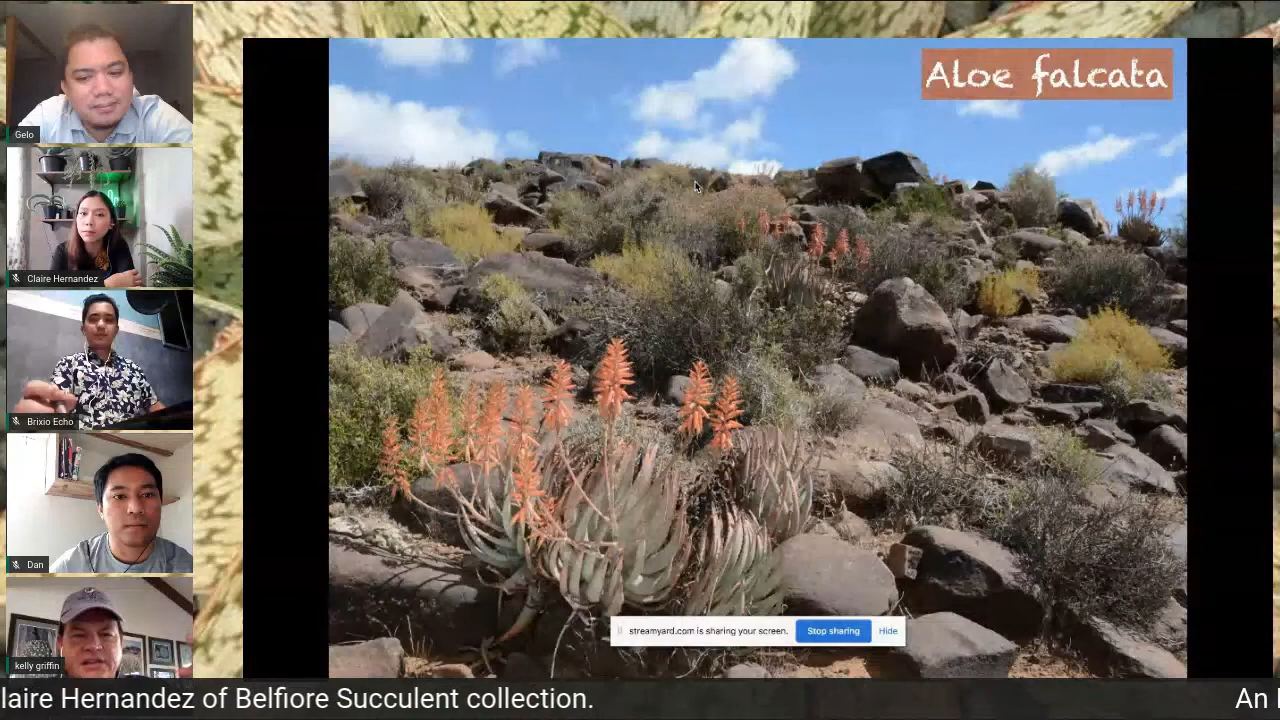 Gelo
Claire Hernandez
Brixio Echo
Dan
kelly griffin
Aloe falcata
streamyard.com is sharing your screen. Stop sharing Hide
laire Hernandez of Belfiore Succulent collection. An